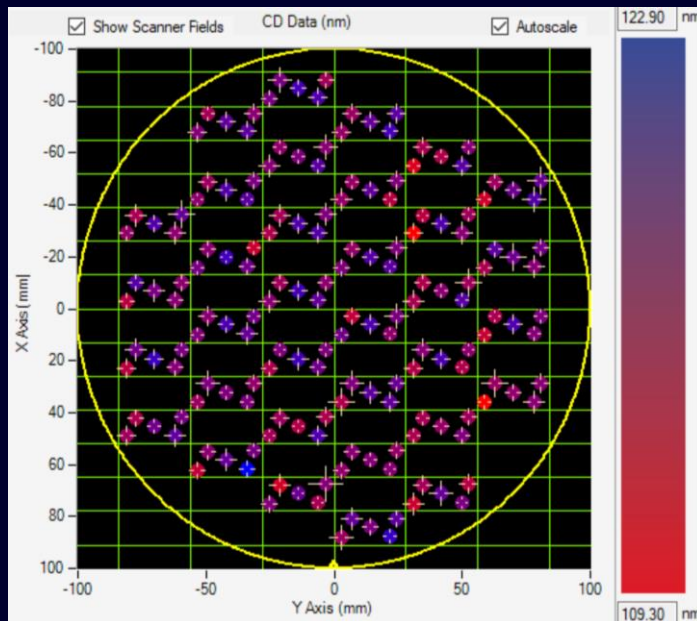 Show Scanner Fields CD Data (nm) Autoscale
122.90 nm
-100
-80
-60
-40
-20
0
20
40
60
80
100
X Axis (mm)
-100 -50 0 50 100
Y Axis (mm)
109.30 nm